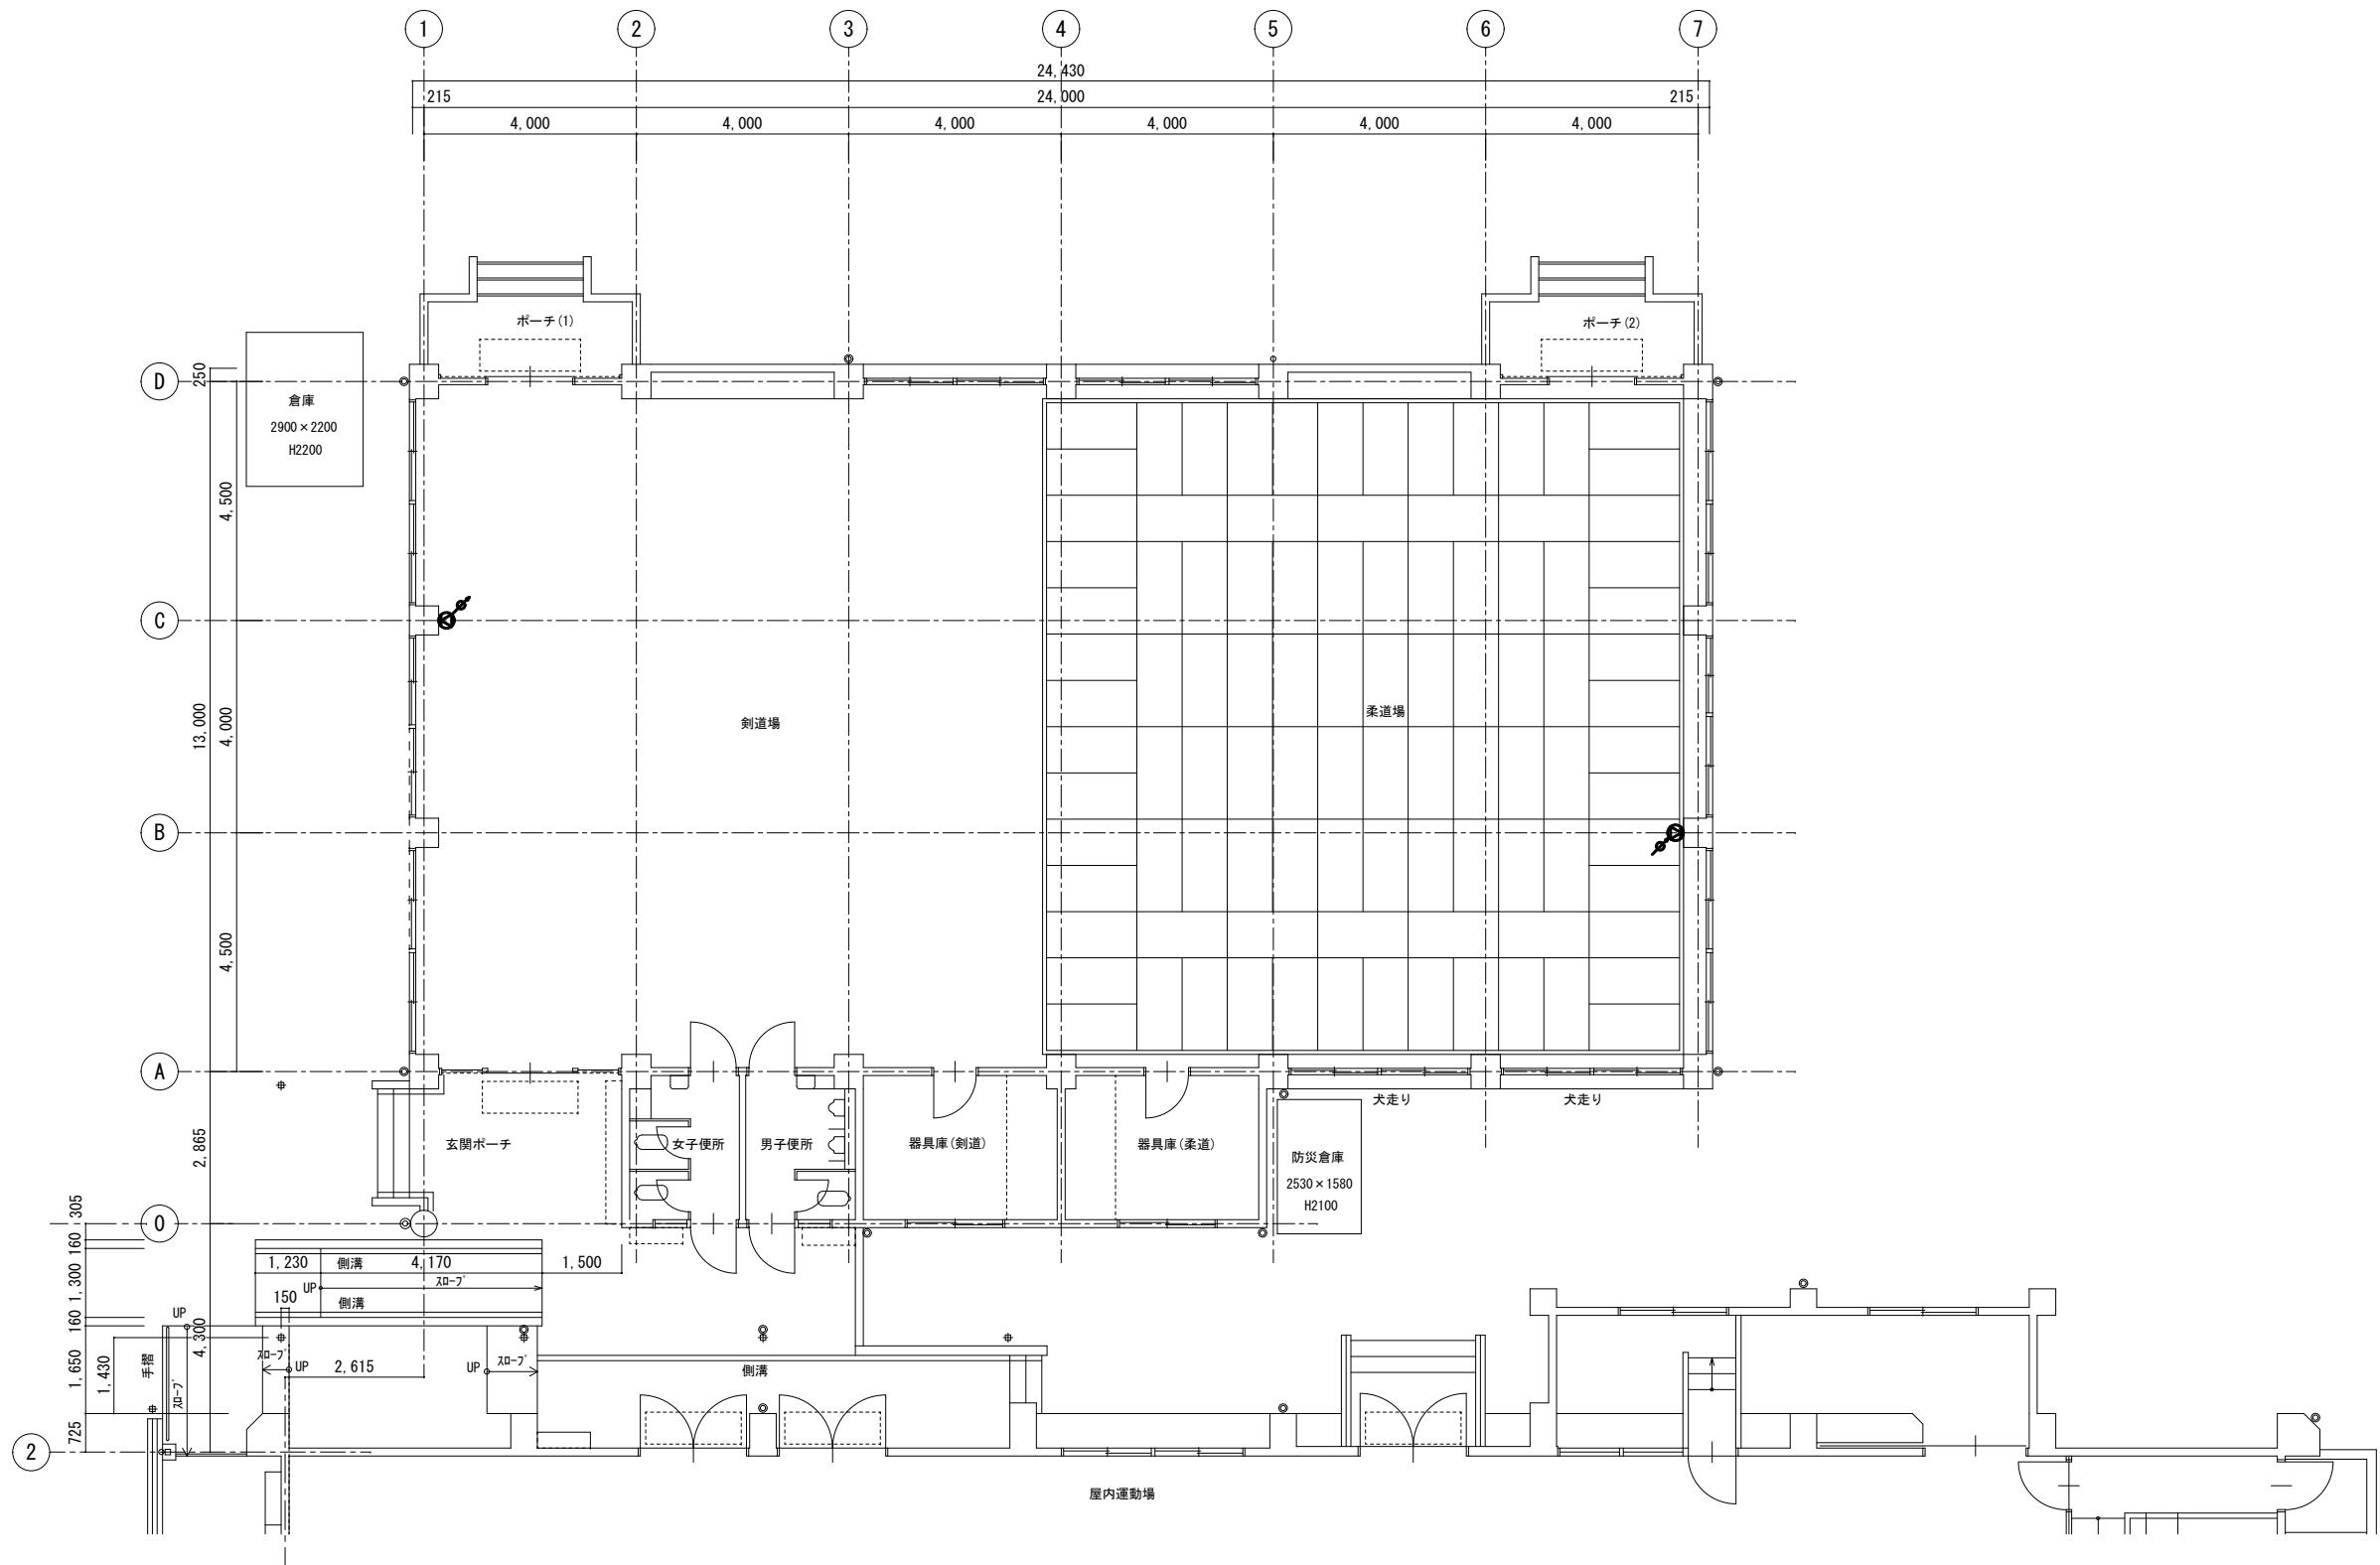 1 2 3 4 5 6 7
24,430
215 24,000 215
4,000 4,000 4,000 4,000 4,000 4,000
ポーチ(1)
ポーチ(2)
D
250
倉庫
2900×2200
H2200
4,500
C
13,000
4,000
剣道場
柔道場
B
4,500
A
犬走り 犬走り
2,865
玄関ポーチ
女子便所
男子便所
器具庫(剣道)
器具庫(柔道)
防災倉庫
2530×1580
H2100
305
0
160
1,230 側溝 4,170 1,500
1,300
UP スロープ
150 側溝
160
UP
4,300
手摺
1,650
1,430
スロープ
スロープ UP
2,615
UP スロープ
側溝
725
2
屋内運動場